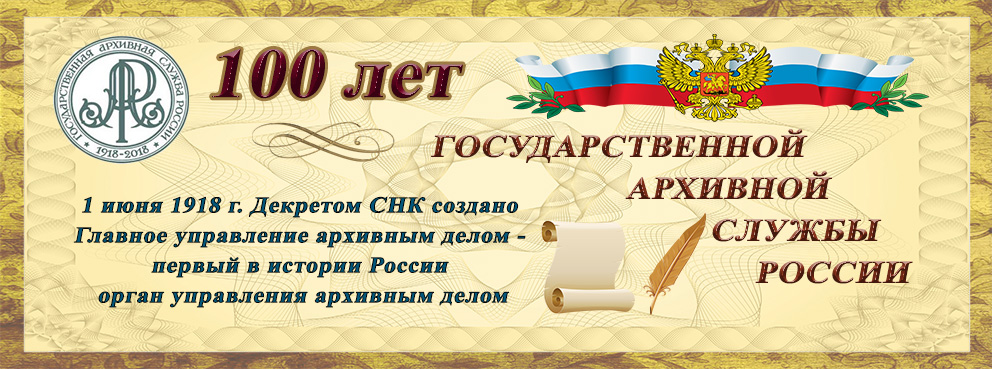 ГОСУДАРСТВЕННАЯ АРХИВНАЯ СЛУЖБА РОССИИ
1918-2018
100 лет
ГОСУДАРСТВЕННОЙ
АРХИВНОЙ
СЛУЖБЫ
РОССИИ
1 июня 1918 г. Декретом СНК создано
Главное управление архивным делом -
первый в истории России
орган управления архивным делом